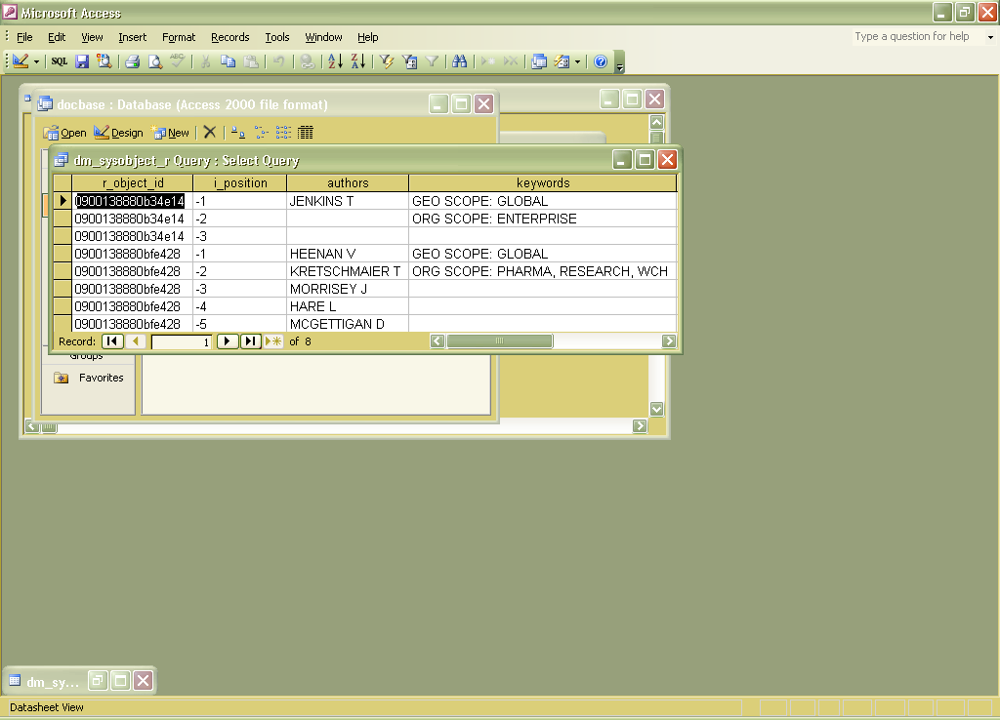 Microsoft Access
File Edit View Insert Format Records Tools Window Help Type a question for help
SQL
docbase : Database (Access 2000 file format)
Open Design New
dm_sysobject_r Query : Select Query
r_object_id i_position authors keywords
0900138880b34e14 -1 JENKINS T GEO SCOPE: GLOBAL
0900138880b34e14 -2 ORG SCOPE: ENTERPRISE
0900138880b34e14 -3
0900138880bfe428 -1 HEENAN V GEO SCOPE: GLOBAL
0900138880bfe428 -2 KRETSCHMAIER T ORG SCOPE: PHARMA, RESEARCH, WCH
0900138880bfe428 -3 MORRISEY J
0900138880bfe428 -4 HARE L
0900138880bfe428 -5 MCGETTIGAN D
Record: 1 of 8
Groups
Favorites
dm_sy...
Datasheet View